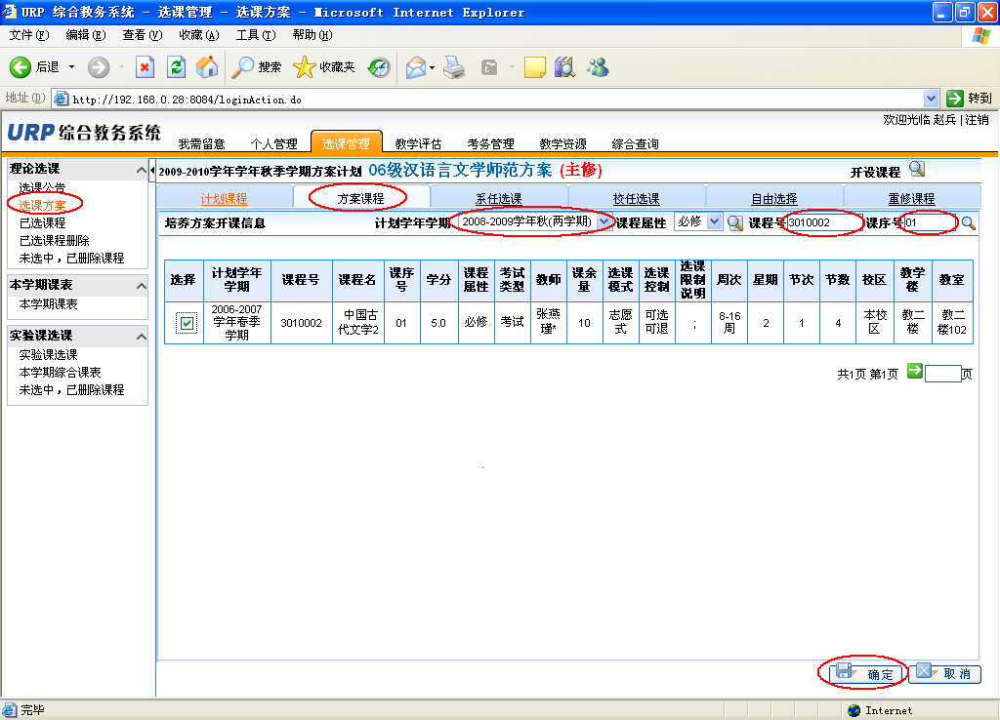 URP 综合教务系统 - 选课管理 - 选课方案 - Microsoft Internet Explorer
文件(F) 编辑(E) 查看(V) 收藏(A) 工具(T) 帮助(H)
后退 搜索 收藏夹
地址(D) http://192.168.0.28:8084/loginAction.do 转到
欢迎光临 赵兵 | 注销
URP 综合教务系统
我需留意 个人管理 选课管理 教学评估 考务管理 教学资源 综合查询
理论选课
选课公告
选课方案
已选课程
已选课程删除
未选中，已删除课程
本学期课表
本学期课表
实验课选课
实验课选课
本学期综合课表
未选中，已删除课程
2009-2010学年学年秋季学期方案计划 06级汉语言文学师范方案 (主修) 开设课程
计划课程 方案课程 系任选课 校任选课 自由选择 重修课程
培养方案开课信息 计划学年学期 2008-2009学年秋(两学期) 课程属性 必修 课程号 3010002 课序号 01
选择 计划学年学期 课程号 课程名 课序号 学分 课程属性 考试类型 教师 课余量 选课模式 选课控制 选课限制说明 周次 星期 节次 节数 校区 教学楼 教室
2006-2007学年春季学期 3010002 中国古代文学2 01 5.0 必修 考试 张燕瑾* 10 志愿式 可选可退 ; 8-16周 2 1 4 本校区 教二楼 教二楼102
共1页 第1页 页
确定 取消
完毕 Internet